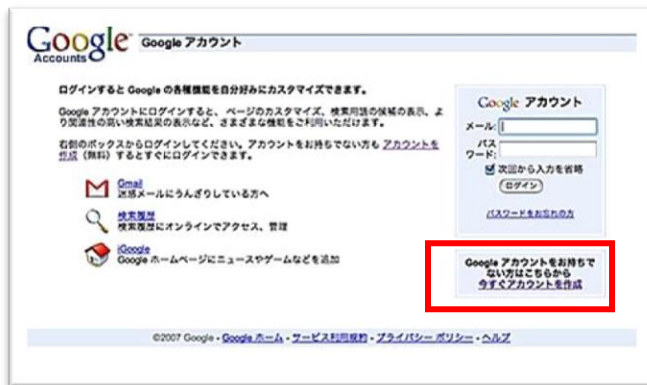 Google Google アカウント
Accounts
ログインすると Google の各種機能を自分好みにカスタマイズできます。
Google アカウントにログインすると、ページのカスタマイズ、検索用語の候補の表示、よ
り関連性の高い検索結果の表示など、さまざまな機能をご利用いただけます。
右側のボックスからログインしてください。アカウントをお持ちでない方も アカウントを
作成 (無料) するとすぐにログインできます。
Gmail
迷惑メールにうんざりしている方へ
検索履歴
検索履歴にオンラインでアクセス、管理
iGoogle
Google ホームページにニュースやゲームなどを追加
Google アカウント
メール:
パス
ワード:
次回から入力を省略
ログイン
パスワードをお忘れの方
Google アカウントをお持ちで
ない方はこちらから
今すぐアカウントを作成
©2007 Google - Google ホーム - サービス利用規約 - プライバシー ポリシー - ヘルプ